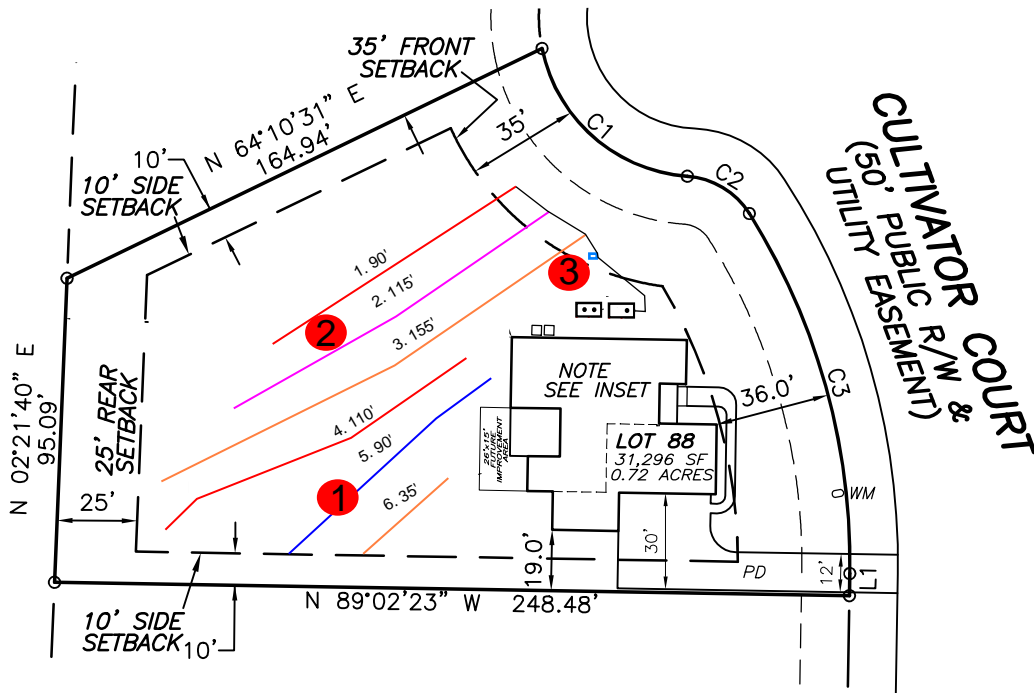 35' FRONT
SETBACK
N 64°10'31" E
164.94'
10'
10' SIDE
SETBACK
35'
C1
C2
CULTIVATOR COURT
(50' PUBLIC R/W &
UTILITY EASEMENT)
1. 90'
2. 115'
3. 155'
4. 110'
5. 90'
6. 35'
2
3
1
N 02°21'40" E
95.09'
25' REAR
SETBACK
25'
NOTE
SEE INSET
26'x15'
FUTURE
IMPROVEMENT
AREA
LOT 88
31,296 SF
0.72 ACRES
36.0'
C3
WM
19.0'
30'
PD
12'
L1
N 89°02'23" W 248.48'
10' SIDE
SETBACK
10'